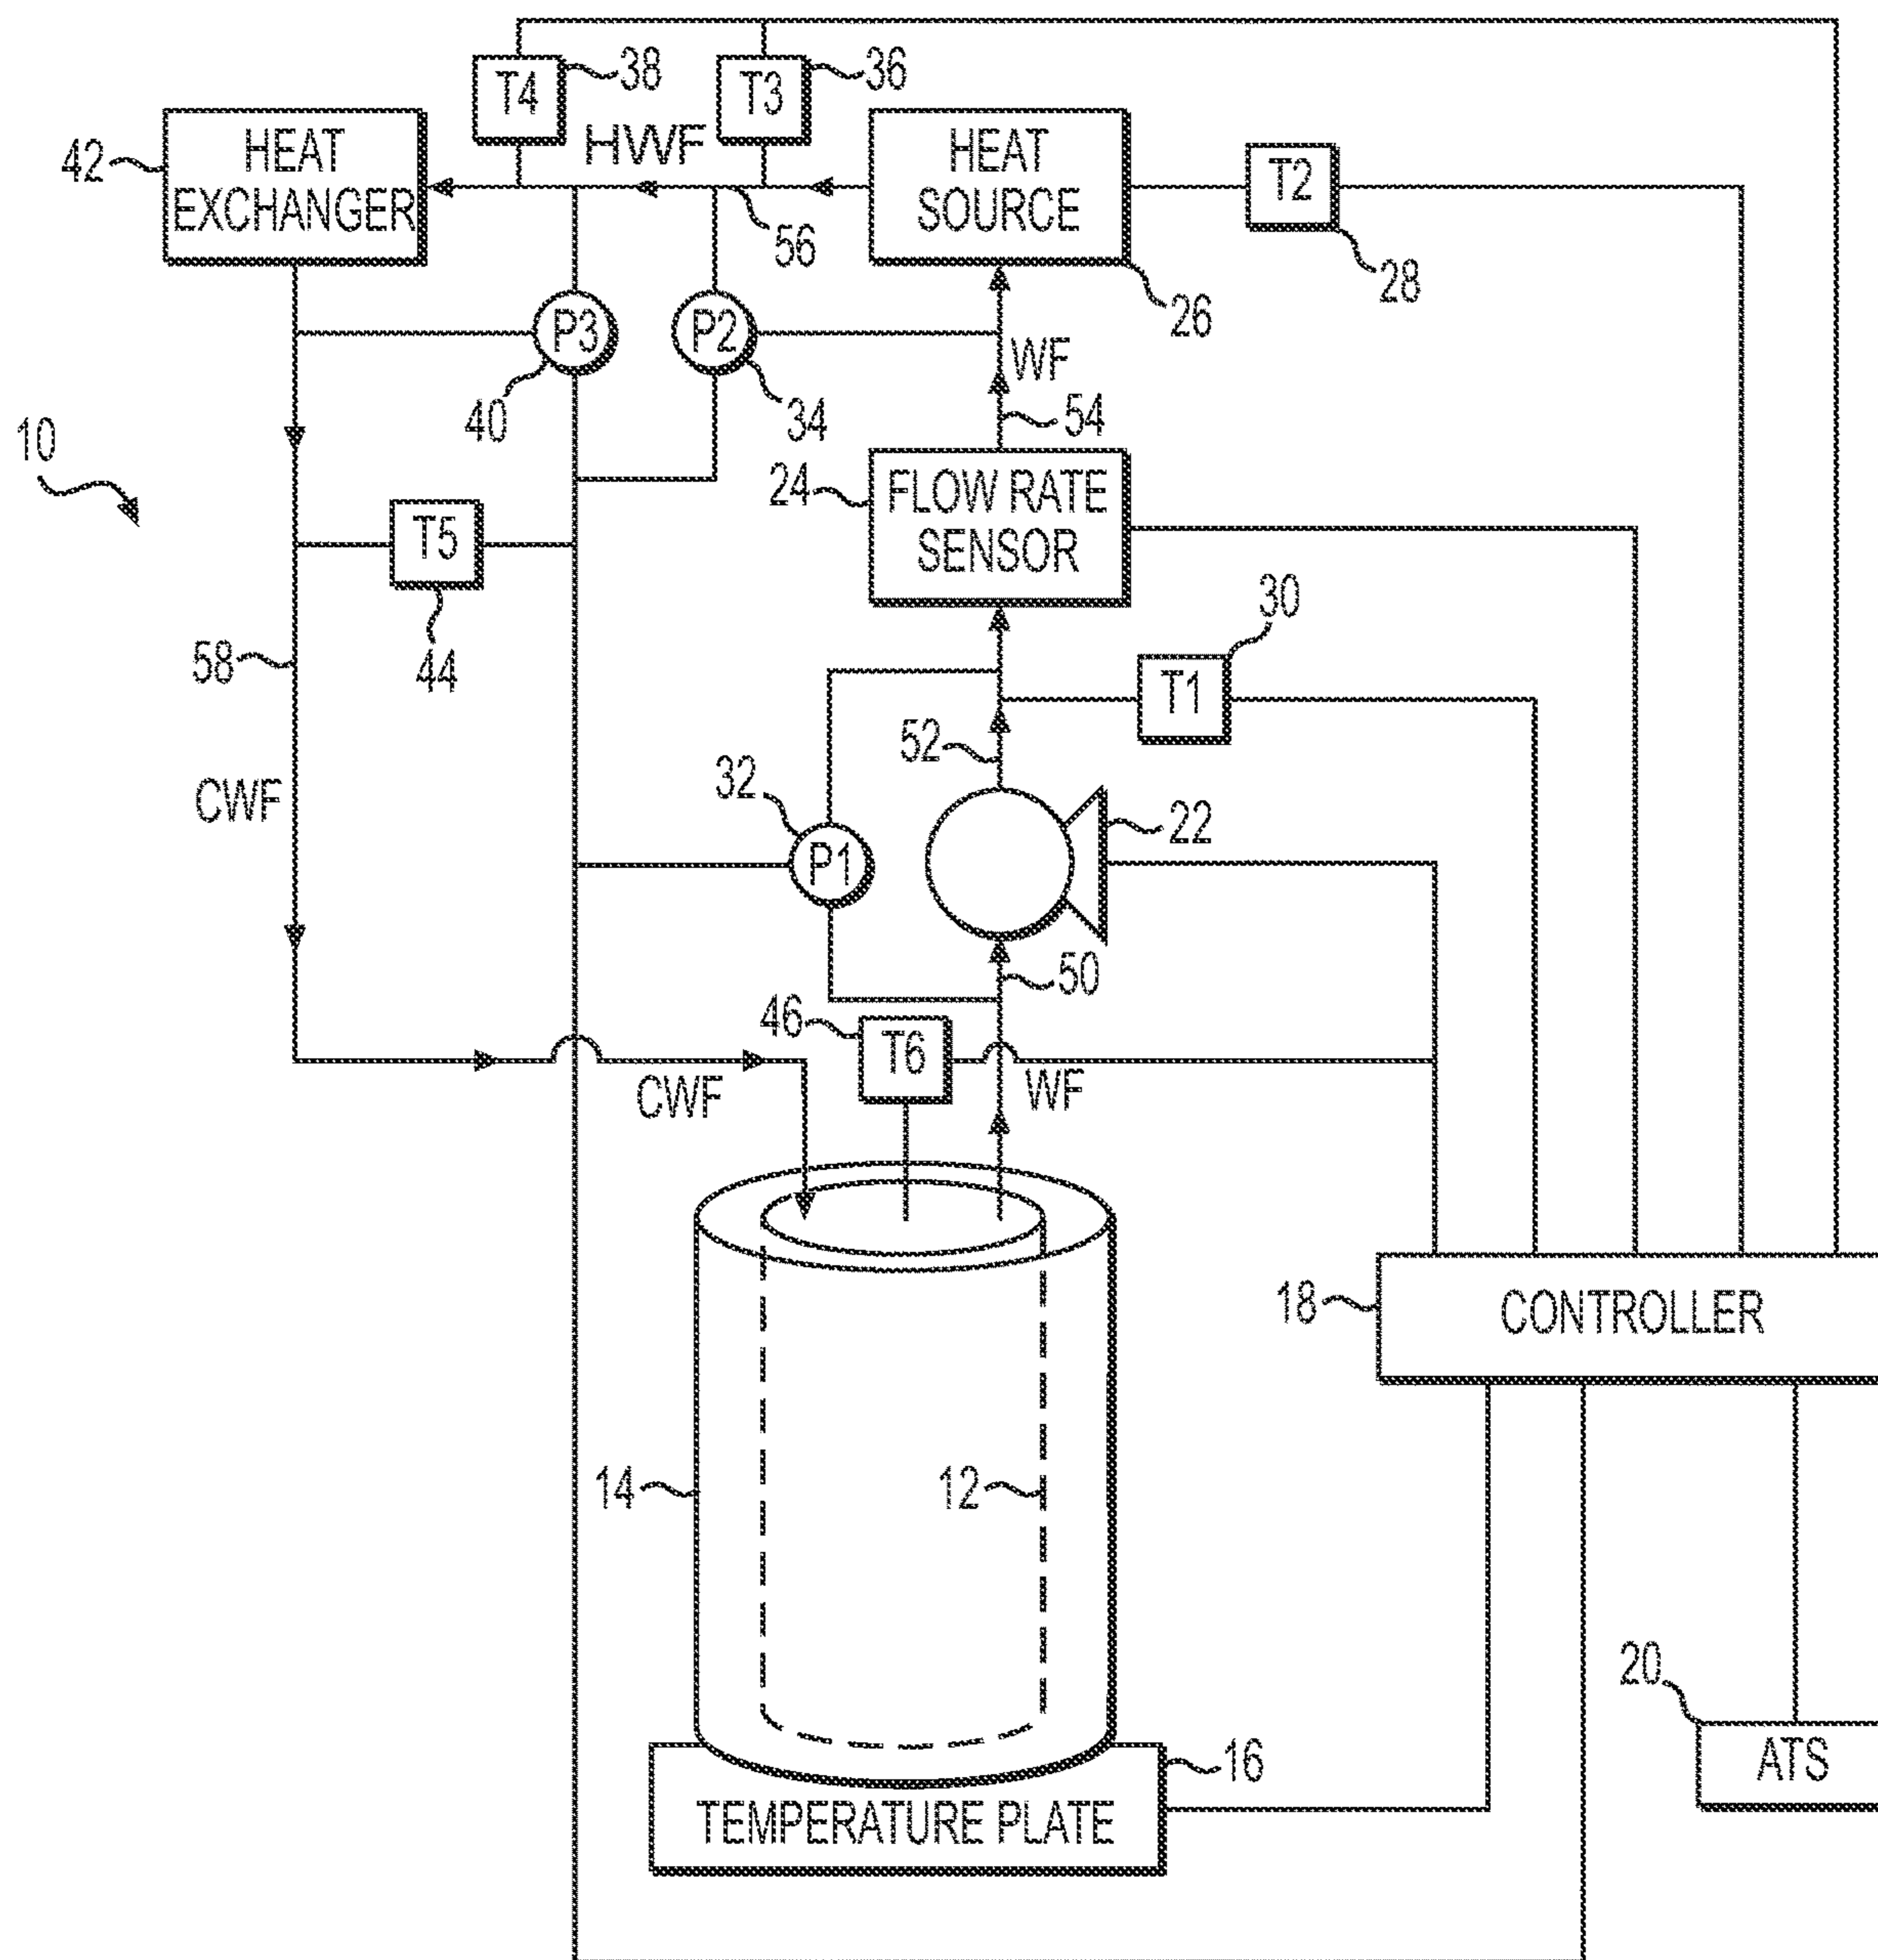 T4
38
T3
36
42
HEAT
EXCHANGER
HWF
HEAT
SOURCE
T2
56
28
26
P3
P2
WF
40
34
54
10
24
FLOW RATE
SENSOR
T5
30
58
44
T1
52
CWF
32
22
P1
50
46
T6
CWF
WF
18
CONTROLLER
14
12
20
ATS
16
TEMPERATURE PLATE